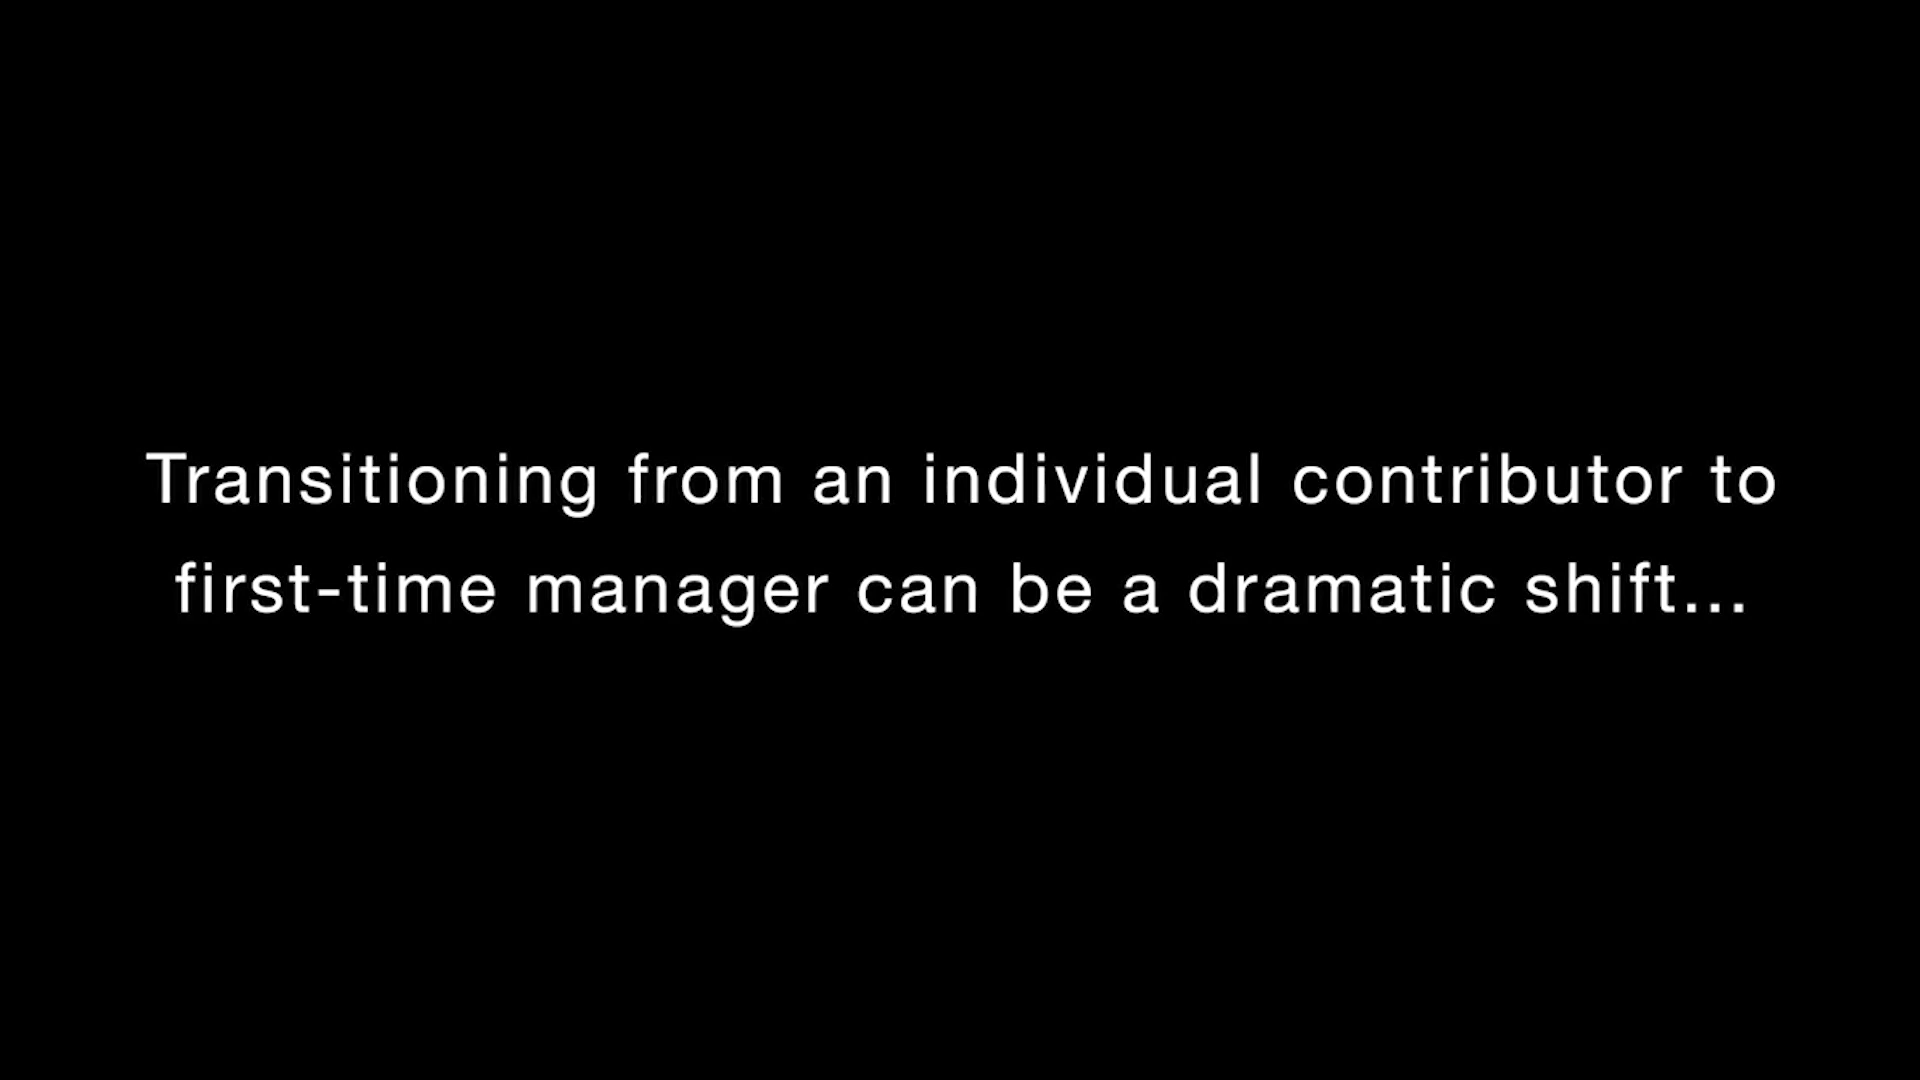 Transitioning from an individual contributor to
first-time manager can be a dramatic shift...